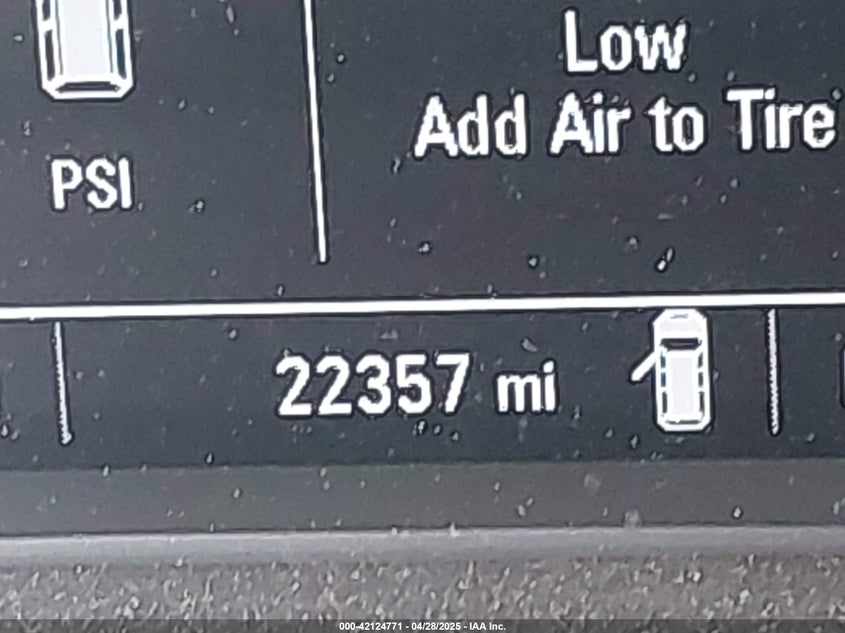 Low
Add Air to Tire
PSI
22357 mi
000-42124771 - 04/28/2025 - IAA Inc.